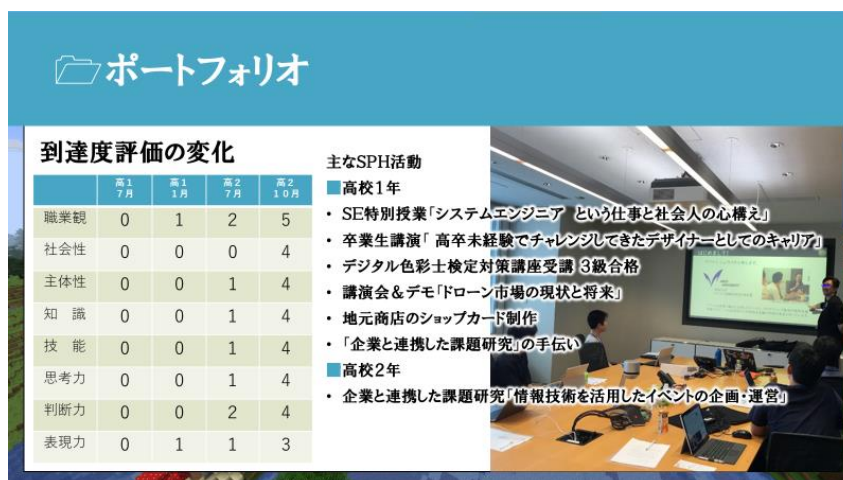 ポートフォリオ
到達度評価の変化
高1 7月 高1 1月 高2 7月 高2 10月
職業観 0 1 2 5
社会性 0 0 0 4
主体性 0 0 1 4
知 識 0 0 1 4
技 能 0 0 1 4
思考力 0 0 1 4
判断力 0 0 2 4
表現力 0 1 1 3
主なSPH活動
■高校1年
・ SE特別授業「システムエンジニア という仕事と社会人の心構え」
・ 卒業生講演「 高卒未経験でチャレンジしてきたデザイナーとしてのキャリア」
・ デジタル色彩士検定対策講座受講 3級合格
・ 講演会&デモ「ドローン市場の現状と将来」
・ 地元商店のショップカード制作
・ 「企業と連携した課題研究」の手伝い
■高校2年
・ 企業と連携した課題研究「情報技術を活用したイベントの企画・運営」